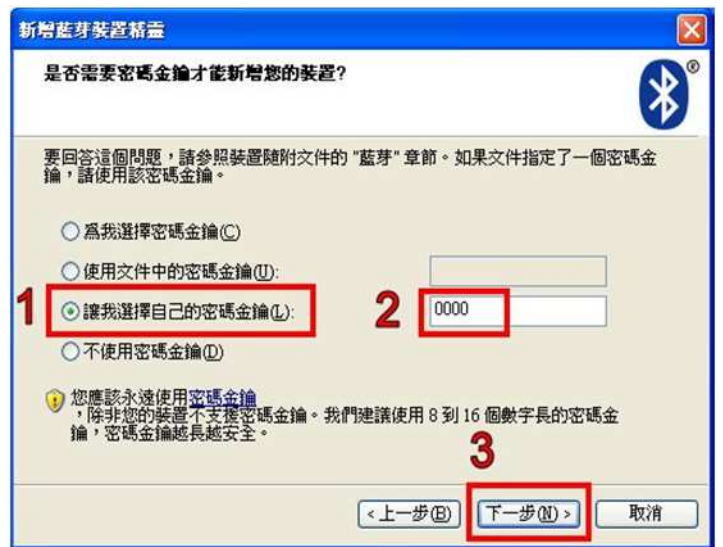 新增藍芽裝置精靈
是否需要密碼金鑰才能新增您的裝置?
®
要回答這個問題，請參照裝置隨附文件的 "藍芽" 章節。如果文件指定了一個密碼金
鑰，請使用該密碼金鑰。
為我選擇密碼金鑰(C)
使用文件中的密碼金鑰(U):
1 讓我選擇自己的密碼金鑰(L): 2 0000
不使用密碼金鑰(D)
您應該永遠使用密碼金鑰
，除非您的裝置不支援密碼金鑰。我們建議使用 8 到 16 個數字長的密碼金
鑰，密碼金鑰越長越安全。
3
<上一步(B) 下一步(N)> 取消